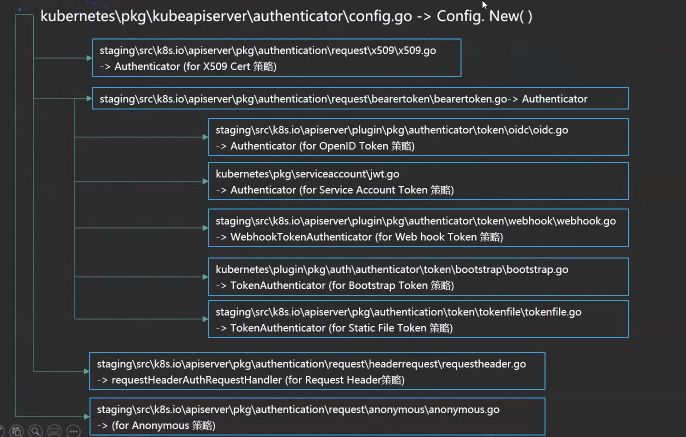 kubernetes\pkg\kubeapiserver\authenticator\config.go -> Config. New( )
staging\src\k8s.io\apiserver\pkg\authentication\request\x509\x509.go
-> Authenticator (for X509 Cert 策略)
staging\src\k8s.io\apiserver\pkg\authentication\request\bearertoken\bearertoken.go-> Authenticator
staging\src\k8s.io\apiserver\plugin\pkg\authenticator\token\oidc\oidc.go
-> Authenticator (for OpenID Token 策略)
kubernetes\pkg\serviceaccount\jwt.go
-> Authenticator (for Service Account Token 策略)
staging\src\k8s.io\apiserver\plugin\pkg\authenticator\token\webhook\webhook.go
-> WebhookTokenAuthenticator (for Web hook Token 策略)
kubernetes\plugin\pkg\auth\authenticator\token\bootstrap\bootstrap.go
-> TokenAuthenticator (for Bootstrap Token 策略)
staging\src\k8s.io\apiserver\pkg\authentication\token\tokenfile\tokenfile.go
-> TokenAuthenticator (for Static File Token 策略)
staging\src\k8s.io\apiserver\pkg\authentication\request\headerrequest\requestheader.go
-> requestHeaderAuthRequestHandler (for Request Header策略)
staging\src\k8s.io\apiserver\pkg\authentication\request\anonymous\anonymous.go
-> (for Anonymous 策略)